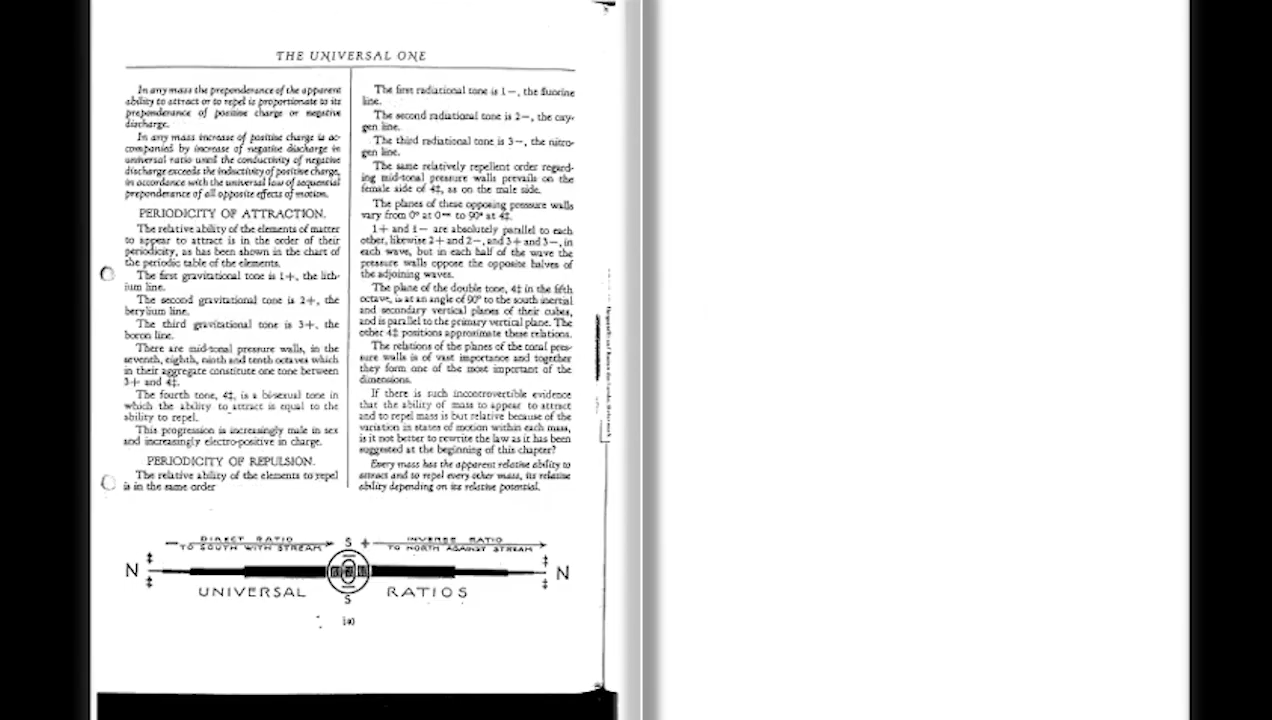 THE UNIVERSAL ONE
In any mass the preponderance of the apparent
ability to attract or to repel is proportionate to its
preponderance of positive charge or negative
discharge.
In any mass increase of positive charge is ac-
companied by increase of negative discharge in
universal ratio until the conductivity of negative
discharge exceeds the inductivity of positive charge,
in accordance with the universal law of sequential
preponderance of all opposite effects of motion.
PERIODICITY OF ATTRACTION.
The relative ability of the elements of matter
to appear to attract is in the order of their
periodicity, as has been shown in the chart of
the periodic table of the elements.
The first gravitational tone is 1+, the lith-
ium line.
The second gravitational tone is 2+, the
berylium line.
The third gravitational tone is 3+, the
boron line.
There are mid-tonal pressure walls, in the
seventh, eighth, ninth and tenth octaves which
in their aggregate constitute one tone between
3+ and 4‡.
The fourth tone, 4‡, is a bi-sexual tone in
which the ability to attract is equal to the
ability to repel.
This progression is increasingly male in sex
and increasingly electro-positive in charge.
PERIODICITY OF REPULSION.
The relative ability of the elements to repel
is in the same order
The first radiational tone is 1—, the fluorine
line.
The second radiational tone is 2—, the oxy-
gen line.
The third radiational tone is 3—, the nitro-
gen line.
The same relatively repellent order regard-
ing mid-tonal pressure walls prevails on the
female side of 4‡, as on the male side.
The planes of these opposing pressure walls
vary from 0° at 0= to 90° at 4‡.
1+ and 1— are absolutely parallel to each
other, likewise 2+ and 2—, and 3+ and 3—, in
each wave, but in each half of the wave the
pressure walls oppose the opposite halves of
the adjoining waves.
The plane of the double tone, 4‡ in the fifth
octave, is at an angle of 90° to the south inertial
and secondary vertical planes of their cubes,
and is parallel to the primary vertical plane. The
other 4‡ positions approximate these relations.
The relations of the planes of the tonal pres-
sure walls is of vast importance and together
they form one of the most important of the
dimensions.
If there is such incontrovertible evidence
that the ability of mass to appear to attract
and to repel mass is but relative because of the
variation in states of motion within each mass,
is it not better to rewrite the law as it has been
suggested at the beginning of this chapter?
Every mass has the apparent relative ability to
attract and to repel every other mass, its relative
ability depending on its relative potential.
— DIRECT RATIO S + INVERSE RATIO
TO SOUTH WITH STREAM TO NORTH AGAINST STREAM
N ‡ ‡ N
UNIVERSAL S RATIOS
140